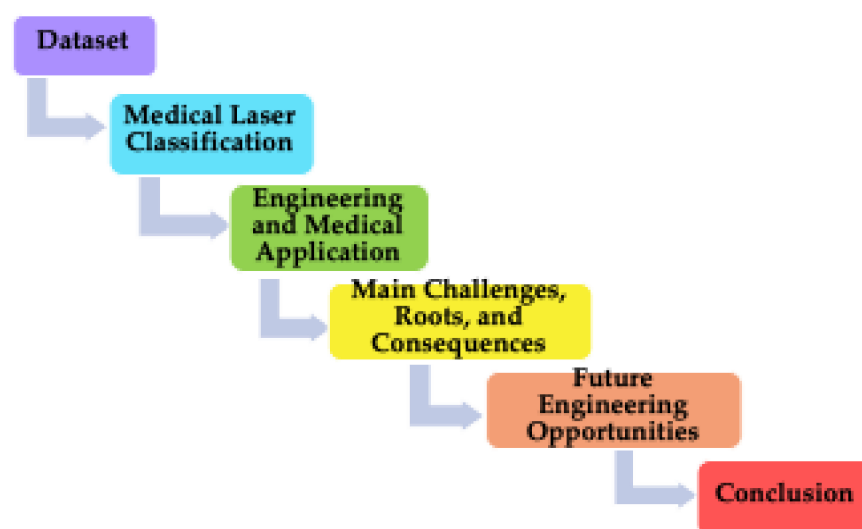 Dataset
Medical Laser
Classification
Engineering
and Medical
Application
Main Challenges,
Roots, and
Consequences
Future
Engineering
Opportunities
Conclusion